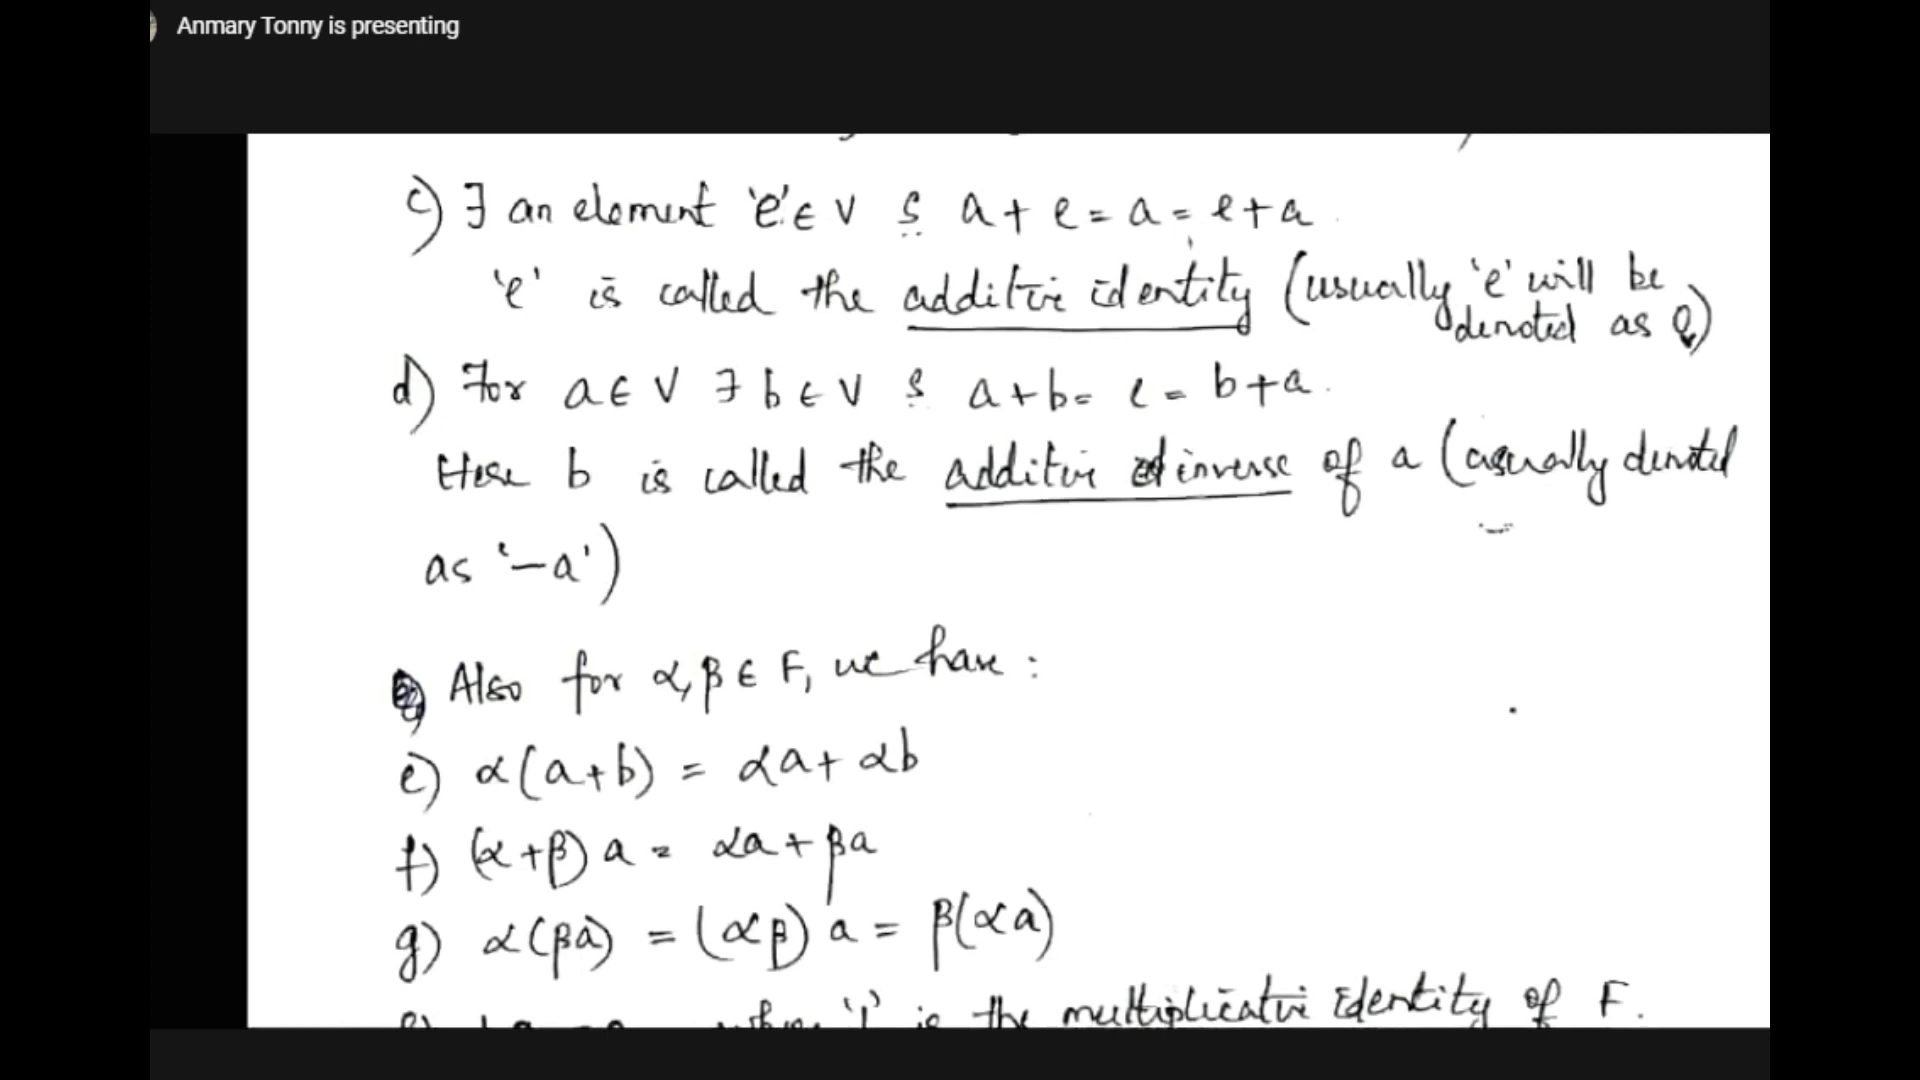 Anmary Tonny is presenting
c) ∃ an element 'e' ∈ V ∋ a + e = a = e + a.
'e' is called the additive identity (usually 'e' will be
denoted as 0)
d) For a ∈ V ∃ b ∈ V ∋ a + b = e = b + a.
Here b is called the additive inverse of a (usually denoted
as '-a')
Also for α, β ∈ F, we have :
e) α(a+b) = αa + αb
f) (α+β) a = αa + βa
g) α(βa) = (αβ) a = β(αa)
'1' is the multiplicative identity of F.